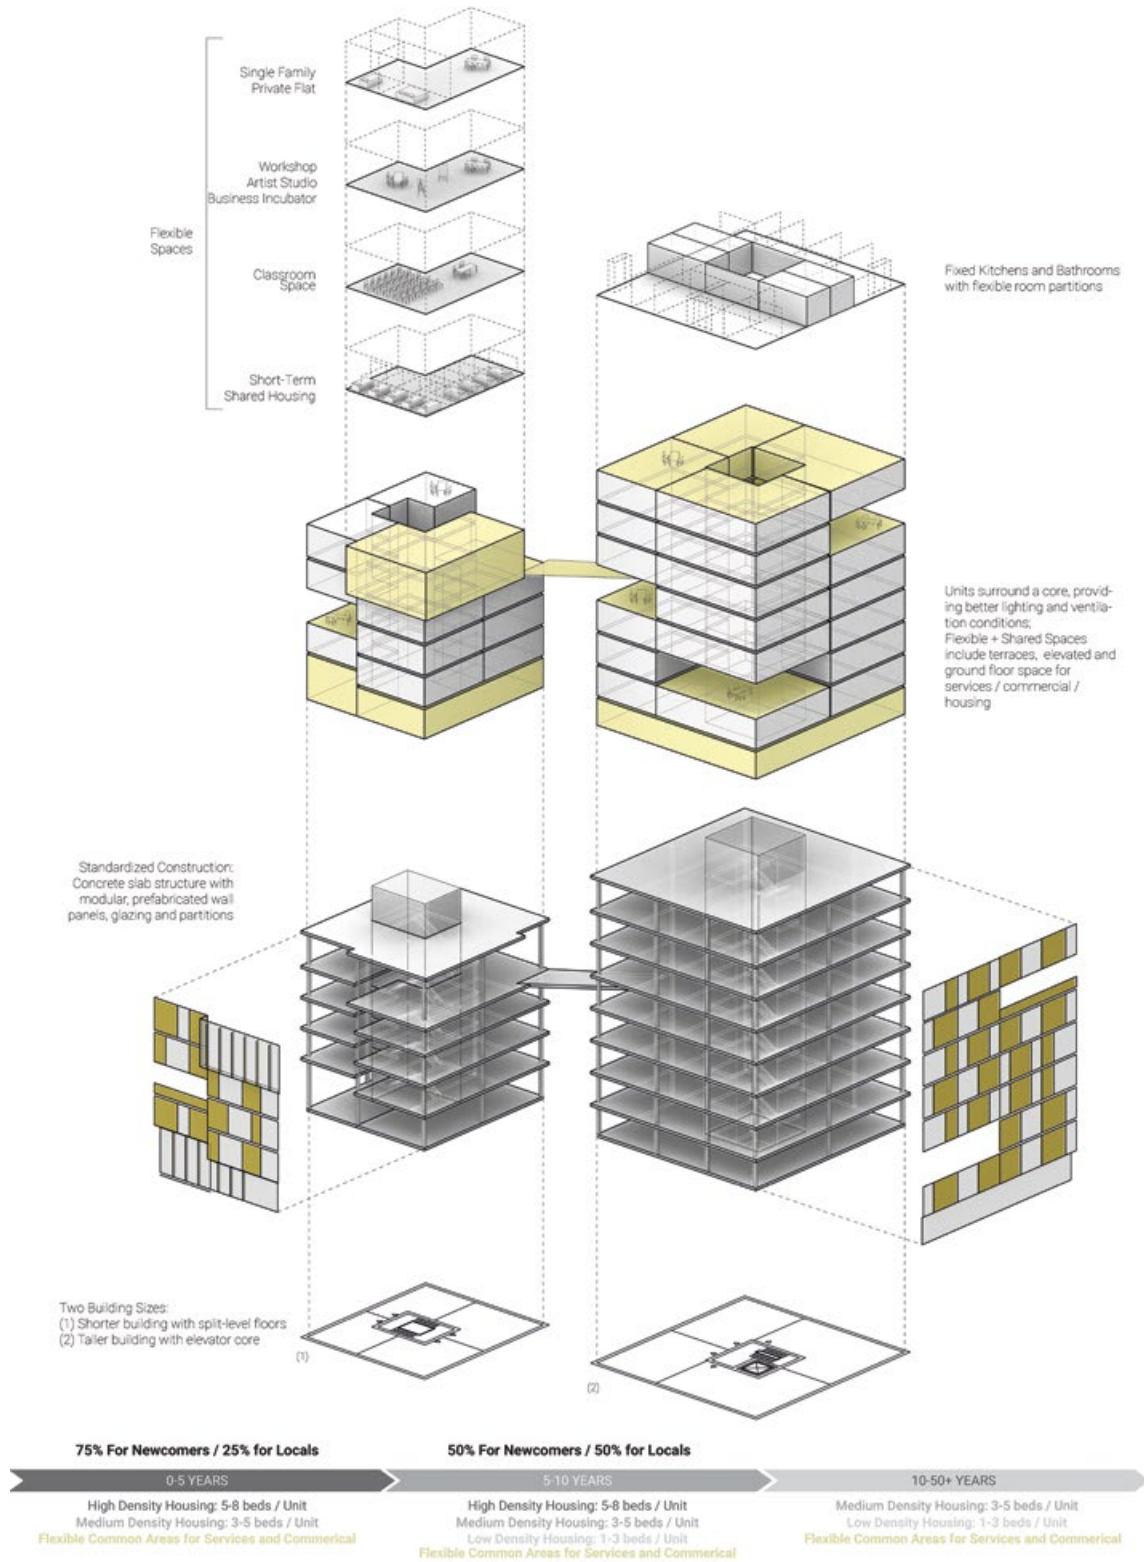 Single Family
Private Flat
Workshop
Artist Studio
Business Incubator
Flexible
Spaces
Classroom
Space
Short-Term
Shared Housing
Fixed Kitchens and Bathrooms
with flexible room partitions
Units surround a core, provid-
ing better lighting and ventila-
tion conditions;
Flexible + Shared Spaces
include terraces, elevated and
ground floor space for
services / commercial /
housing
Standardized Construction:
Concrete slab structure with
modular, prefabricated wall
panels, glazing and partitions
Two Building Sizes:
(1) Shorter building with split-level floors
(2) Taller building with elevator core
(1)
(2)
75% For Newcomers / 25% for Locals
50% For Newcomers / 50% for Locals
0-5 YEARS
5-10 YEARS
10-50+ YEARS
High Density Housing: 5-8 beds / Unit
Medium Density Housing: 3-5 beds / Unit
Flexible Common Areas for Services and Commerical
High Density Housing: 5-8 beds / Unit
Medium Density Housing: 3-5 beds / Unit
Low Density Housing: 1-3 beds / Unit
Flexible Common Areas for Services and Commerical
Medium Density Housing: 3-5 beds / Unit
Low Density Housing: 1-3 beds / Unit
Flexible Common Areas for Services and Commerical